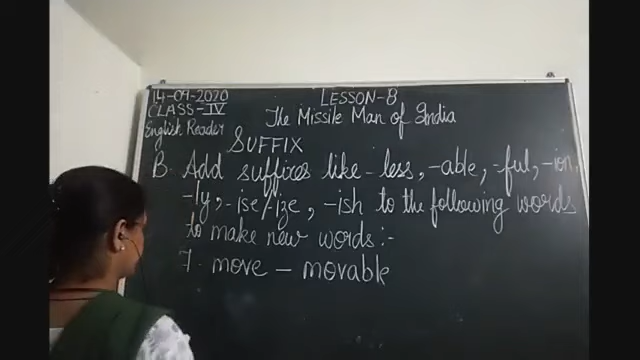 14-09-2020 LESSON-8
CLASS-IV The Missile Man of India
English Reader
SUFFIX
B. Add suffixes like -less, -able, -ful, -ion,
-ly, -ise/-ize, -ish to the following words
to make new words:-
7. move - movable